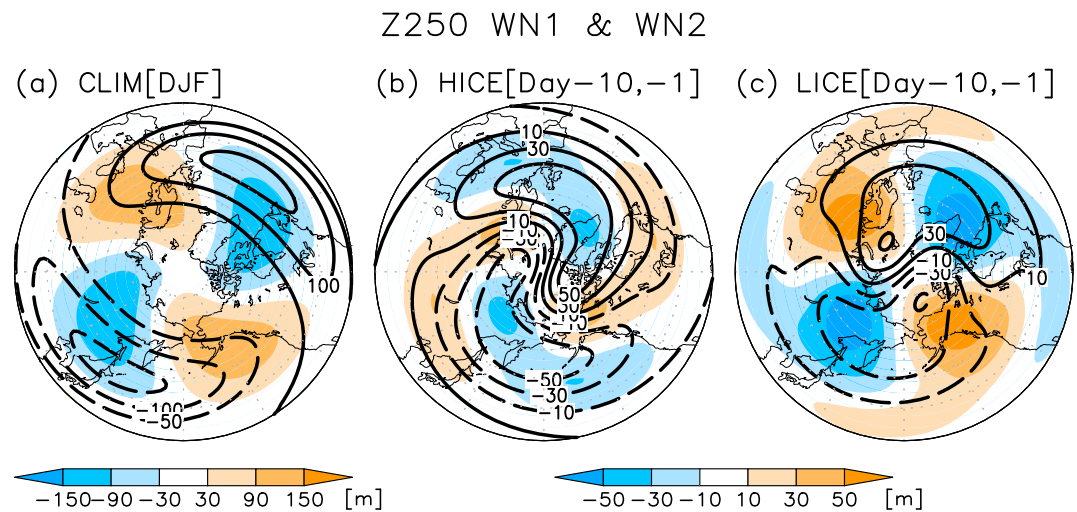 Z250 WN1 & WN2
(a) CLIM[DJF]
(b) HICE[Day−10,−1]
(c) LICE[Day−10,−1]
100
−100
−50
10
30
−10
−30
50
−10
−50
−30
−10
a
30
−10
−30
10
c
−150 −90 −30 30 90 150 [m]
−50 −30 −10 10 30 50 [m]